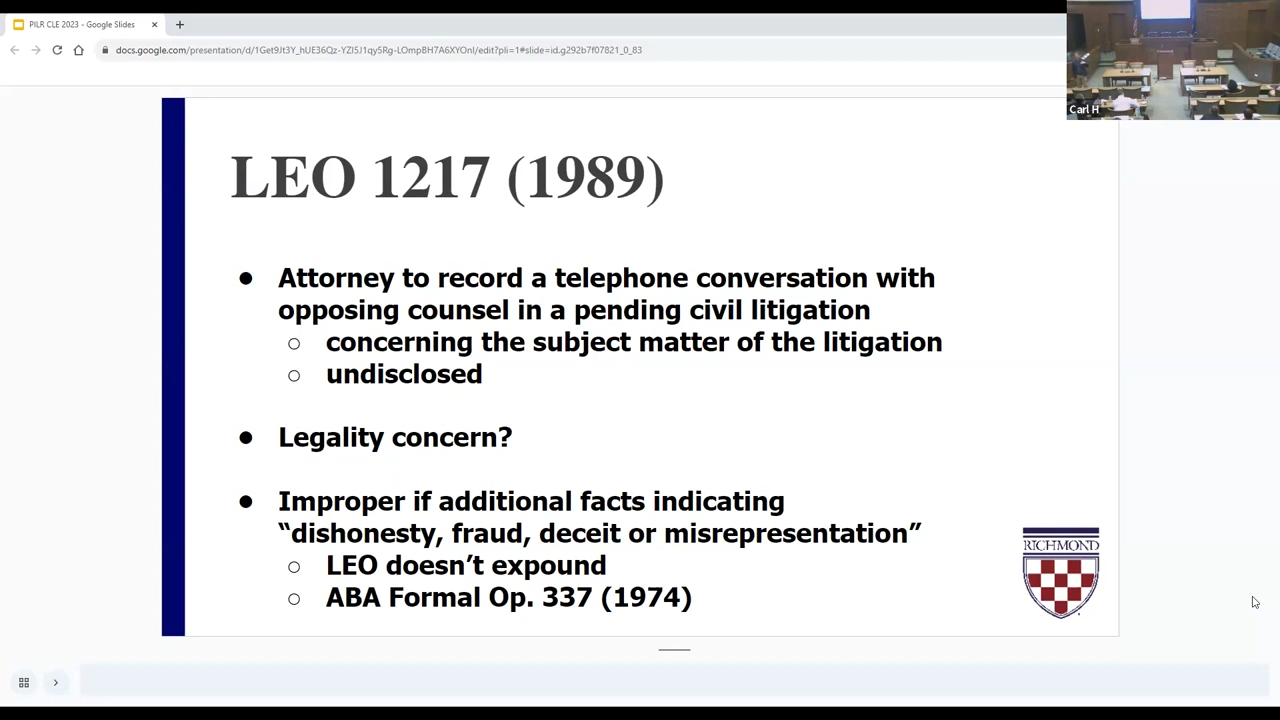 PILR CLE 2023 - Google Slides
docs.google.com/presentation/d/1Get9Jt3Y_hUE36Qz-YZI5J1qy5Rg-LOmpBH7A6XYOnI/edit?pli=1#slide=id.g292b7f07821_0_83
Carl H
LEO 1217 (1989)
● Attorney to record a telephone conversation with
opposing counsel in a pending civil litigation
○ concerning the subject matter of the litigation
○ undisclosed
● Legality concern?
● Improper if additional facts indicating
“dishonesty, fraud, deceit or misrepresentation”
○ LEO doesn’t expound
○ ABA Formal Op. 337 (1974)
RICHMOND